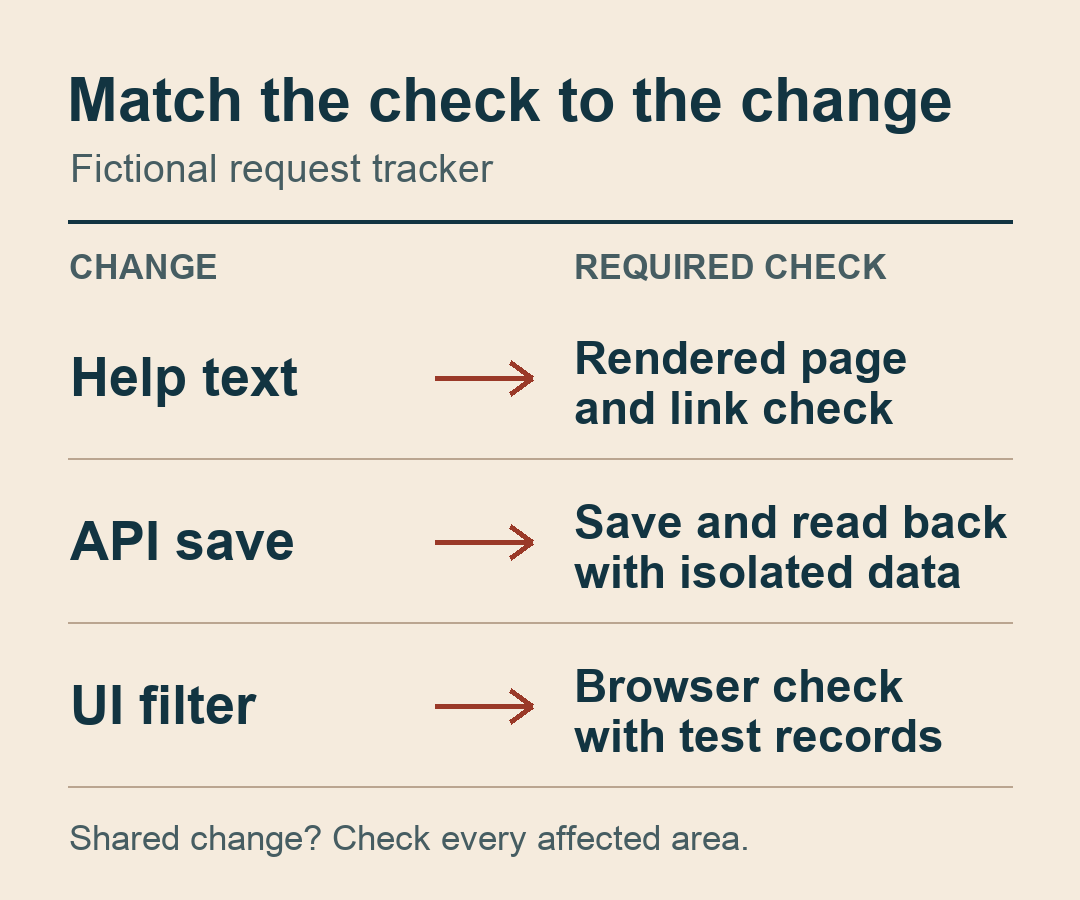 Match the check to the change
Fictional request tracker
CHANGE
REQUIRED CHECK
Help text
Rendered page
and link check
API save
Save and read back
with isolated data
UI filter
Browser check
with test records
Shared change? Check every affected area.